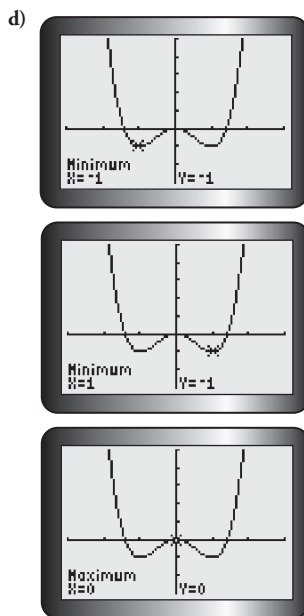 d)
Minimum
X=-1 Y=-1
Minimum
X=1 Y=-1
Maximum
X=0 Y=0